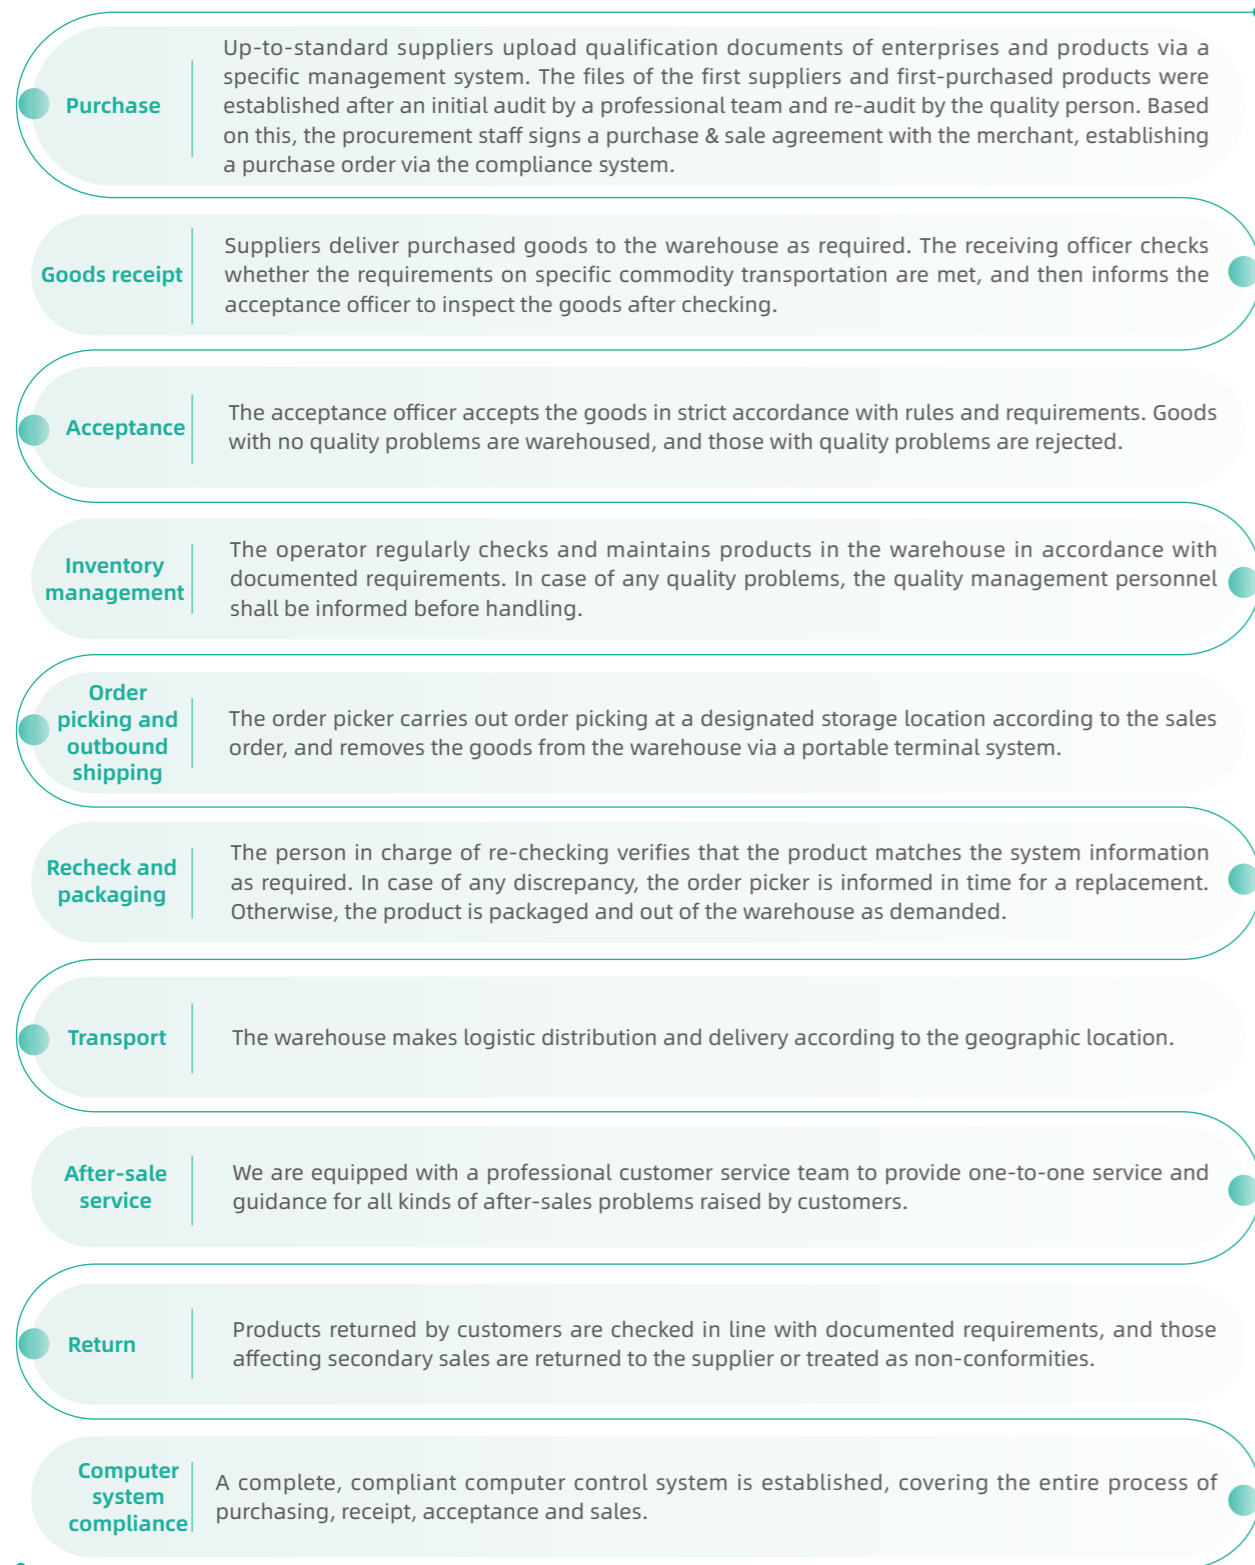 Purchase
Up-to-standard suppliers upload qualification documents of enterprises and products via a
specific management system. The files of the first suppliers and first-purchased products were
established after an initial audit by a professional team and re-audit by the quality person. Based
on this, the procurement staff signs a purchase & sale agreement with the merchant, establishing
a purchase order via the compliance system.
Goods receipt
Suppliers deliver purchased goods to the warehouse as required. The receiving officer checks
whether the requirements on specific commodity transportation are met, and then informs the
acceptance officer to inspect the goods after checking.
Acceptance
The acceptance officer accepts the goods in strict accordance with rules and requirements. Goods
with no quality problems are warehoused, and those with quality problems are rejected.
Inventory
management
The operator regularly checks and maintains products in the warehouse in accordance with
documented requirements. In case of any quality problems, the quality management personnel
shall be informed before handling.
Order
picking and
outbound
shipping
The order picker carries out order picking at a designated storage location according to the sales
order, and removes the goods from the warehouse via a portable terminal system.
Recheck and
packaging
The person in charge of re-checking verifies that the product matches the system information
as required. In case of any discrepancy, the order picker is informed in time for a replacement.
Otherwise, the product is packaged and out of the warehouse as demanded.
Transport
The warehouse makes logistic distribution and delivery according to the geographic location.
After-sale
service
We are equipped with a professional customer service team to provide one-to-one service and
guidance for all kinds of after-sales problems raised by customers.
Return
Products returned by customers are checked in line with documented requirements, and those
affecting secondary sales are returned to the supplier or treated as non-conformities.
Computer
system
compliance
A complete, compliant computer control system is established, covering the entire process of
purchasing, receipt, acceptance and sales.